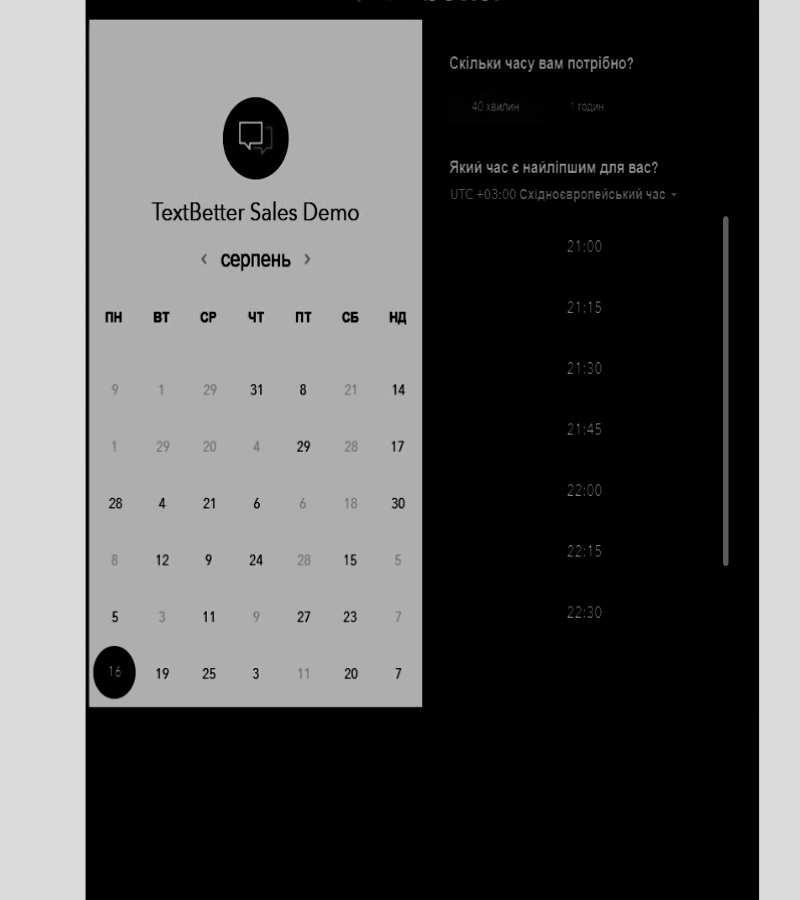 TextBetter Sales Demo
‹ серпень ›
ПН ВТ СР ЧТ ПТ СБ НД
9 1 29 31 8 21 14
1 29 20 4 29 28 17
28 4 21 6 6 18 30
8 12 9 24 28 15 5
5 3 11 9 27 23 7
16 19 25 3 11 20 7
Скільки часу вам потрібно?
40 хвилин 1 годин
Який час є найліпшим для вас?
UTC +03:00 Східноєвропейський час
21:00
21:15
21:30
21:45
22:00
22:15
22:30